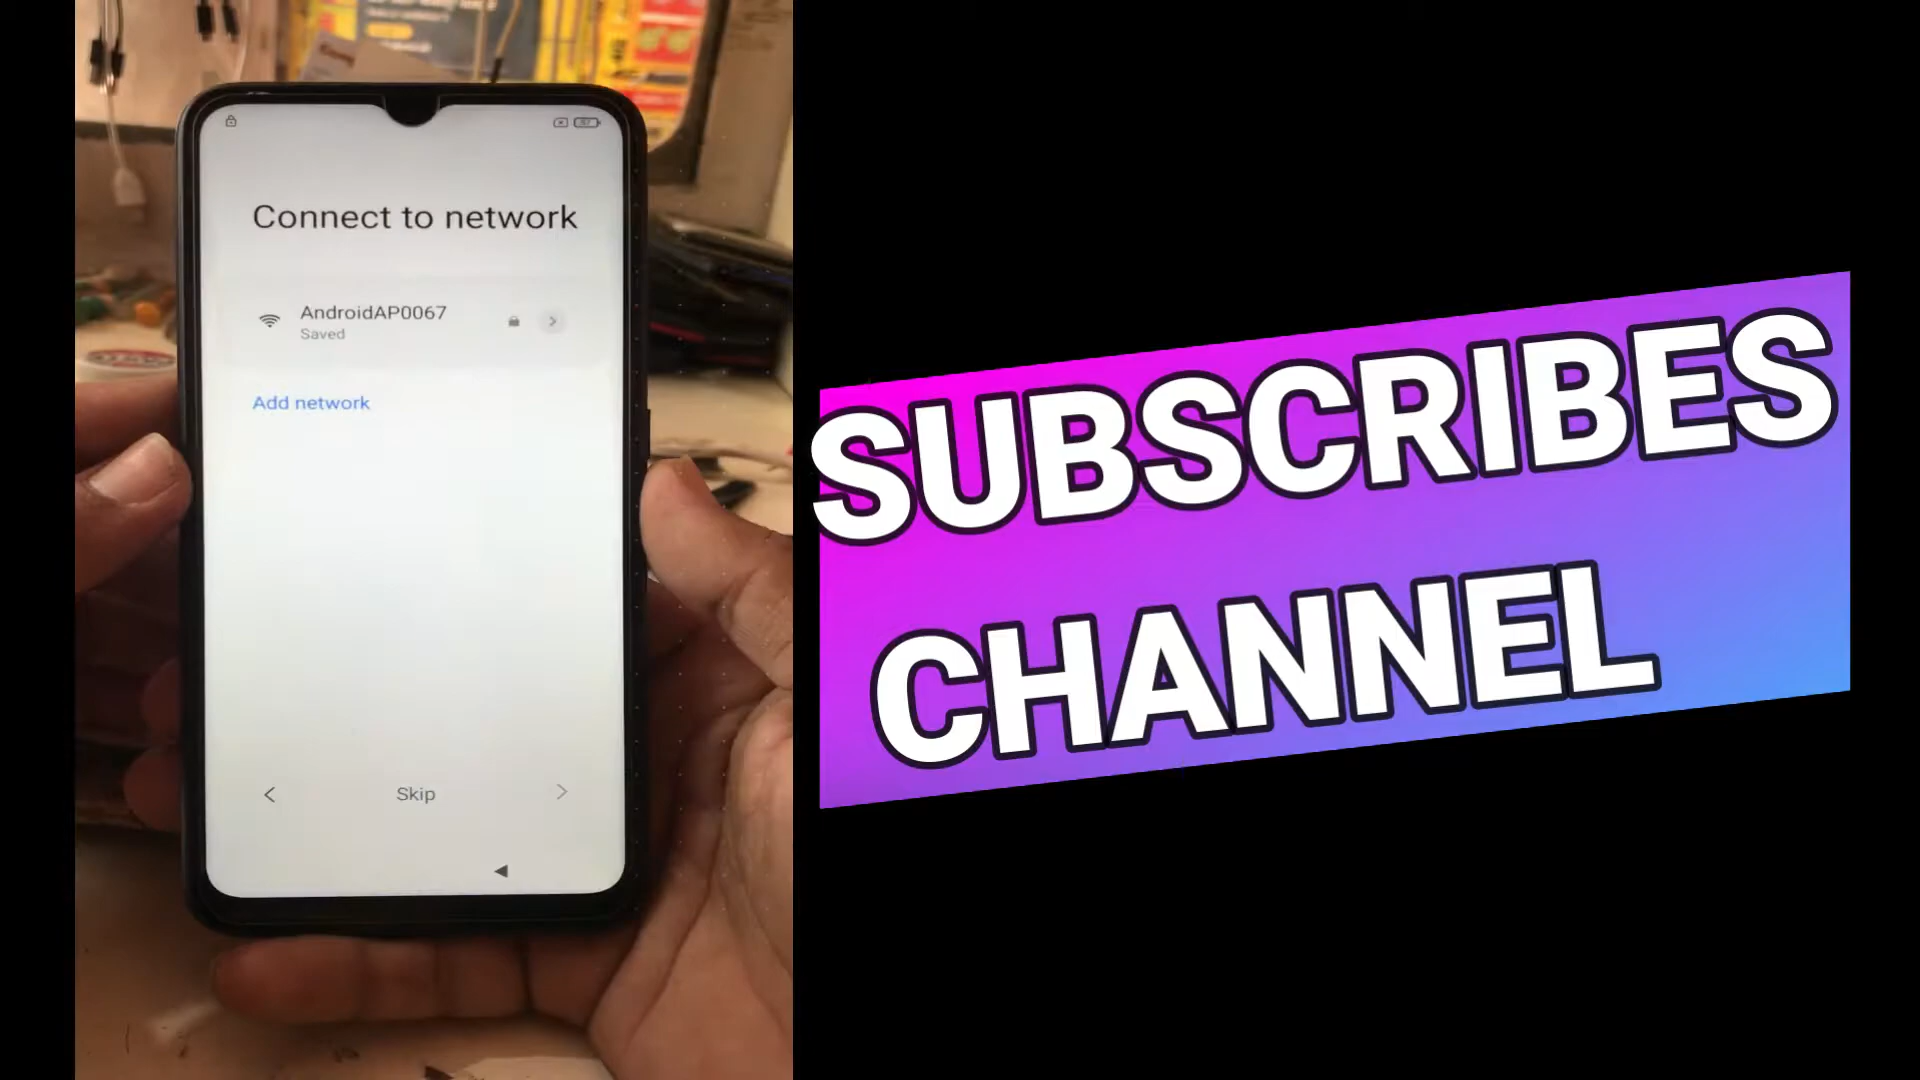 Connect to network
AndroidAP0067
Saved
Add network
Skip
SUBSCRIBES
CHANNEL